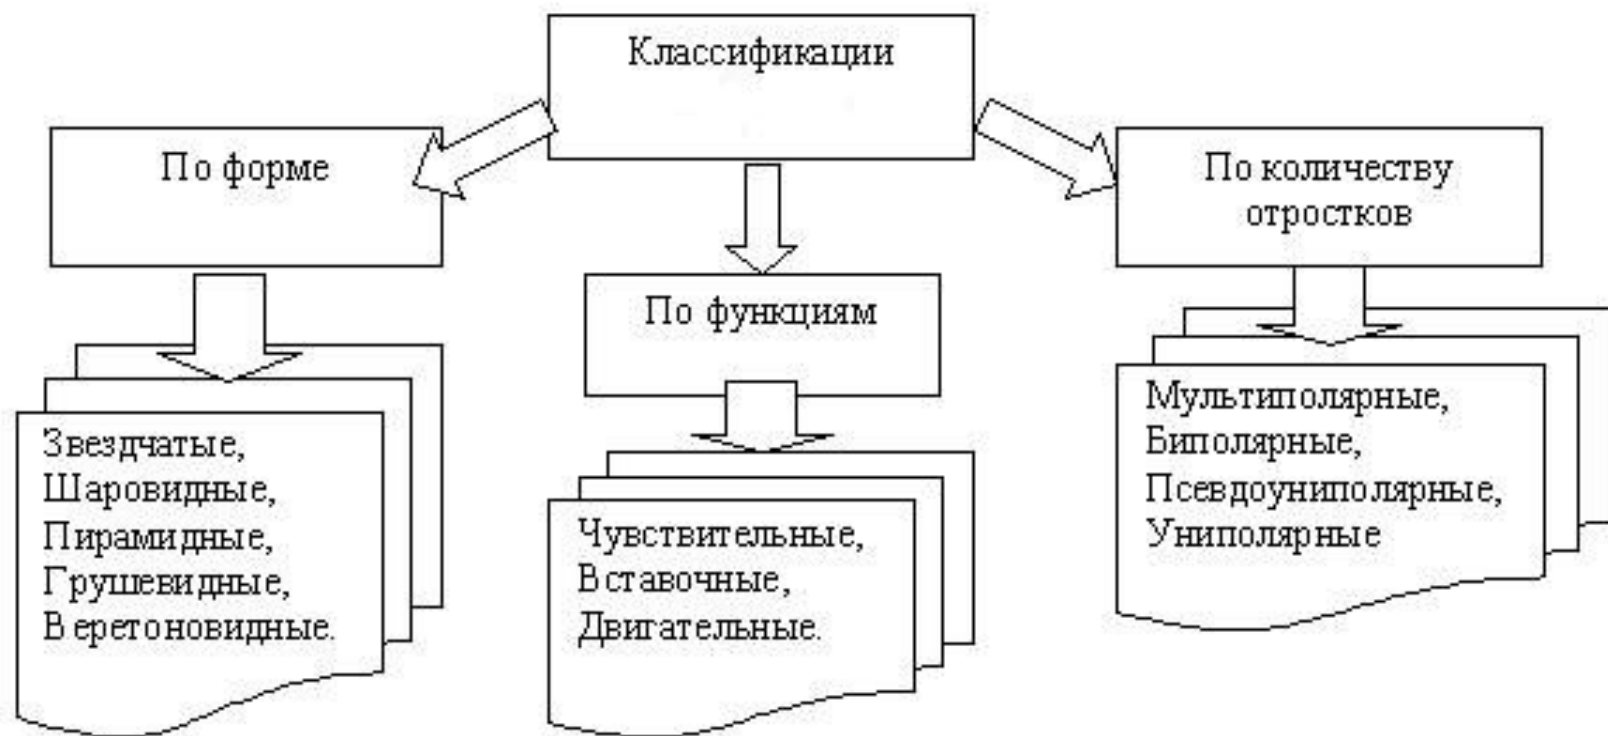 Классификации
По форме
По количеству
отростков
По функциям
Звездчатые,
Шаровидные,
Пирамидные,
Грушевидные,
Веретоновидные.
Чувствительные,
Вставочные,
Двигательные.
Мультиполярные,
Биполярные,
Псевдоуниполярные,
Униполярные